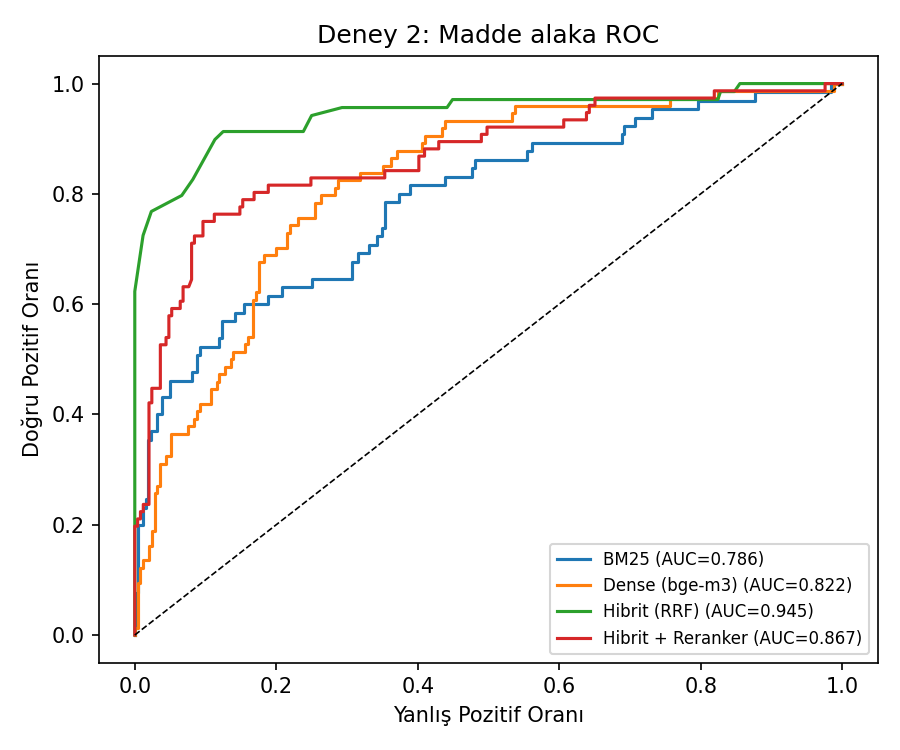 Deney 2: Madde alaka ROC
Doğru Pozitif Oranı
1.0
0.8
0.6
0.4
0.2
0.0
BM25 (AUC=0.786)
Dense (bge-m3) (AUC=0.822)
Hibrit (RRF) (AUC=0.945)
Hibrit + Reranker (AUC=0.867)
0.0 0.2 0.4 0.6 0.8 1.0
Yanlış Pozitif Oranı